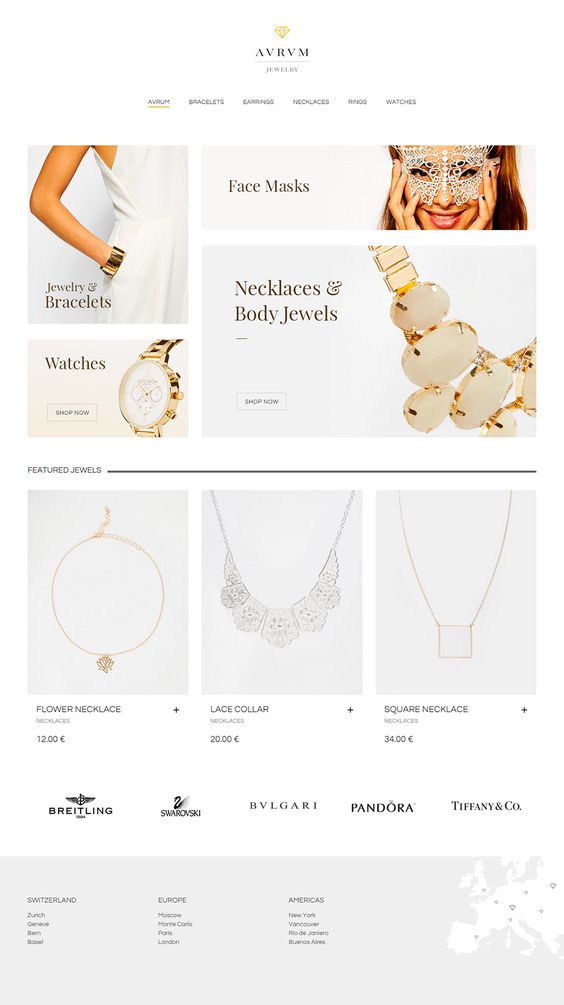 AVRVM
JEWELRY
AVRUM BRACELETS EARRINGS NECKLACES RINGS WATCHES
Jewelry &
Bracelets
Face Masks
Necklaces &
Body Jewels
Watches
SHOP NOW
SHOP NOW
FEATURED JEWELS
FLOWER NECKLACE +
NECKLACES
12.00 €
LACE COLLAR +
NECKLACES
20.00 €
SQUARE NECKLACE +
NECKLACES
34.00 €
BREITLING
1884
SWAROVSKI
BVLGARI
PANDÓRA
TIFFANY & CO.
SWITZERLAND
Zurich
Geneve
Bern
Basel
EUROPE
Moscow
Monte Carlo
Paris
London
AMERICAS
New York
Vancouver
Rio de Janiero
Buenos Aires